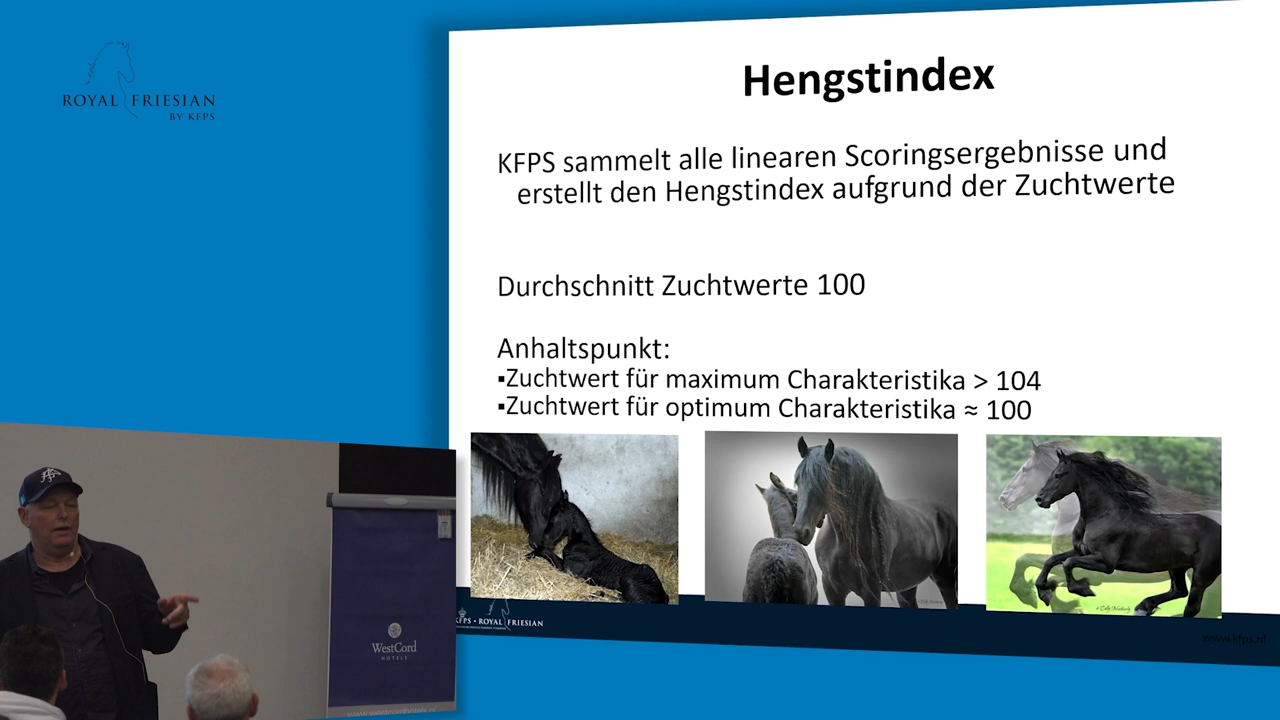 ROYAL FRIESIAN
BY KFPS
Hengstindex
KFPS sammelt alle linearen Scoringsergebnisse und
erstellt den Hengstindex aufgrund der Zuchtwerte
Durchschnitt Zuchtwerte 100
Anhaltspunkt:
▪Zuchtwert für maximum Charakteristika > 104
▪Zuchtwert für optimum Charakteristika ≈ 100
KFPS • ROYAL FRIESIAN
www.kfps.nl
WestCord
HOTELS